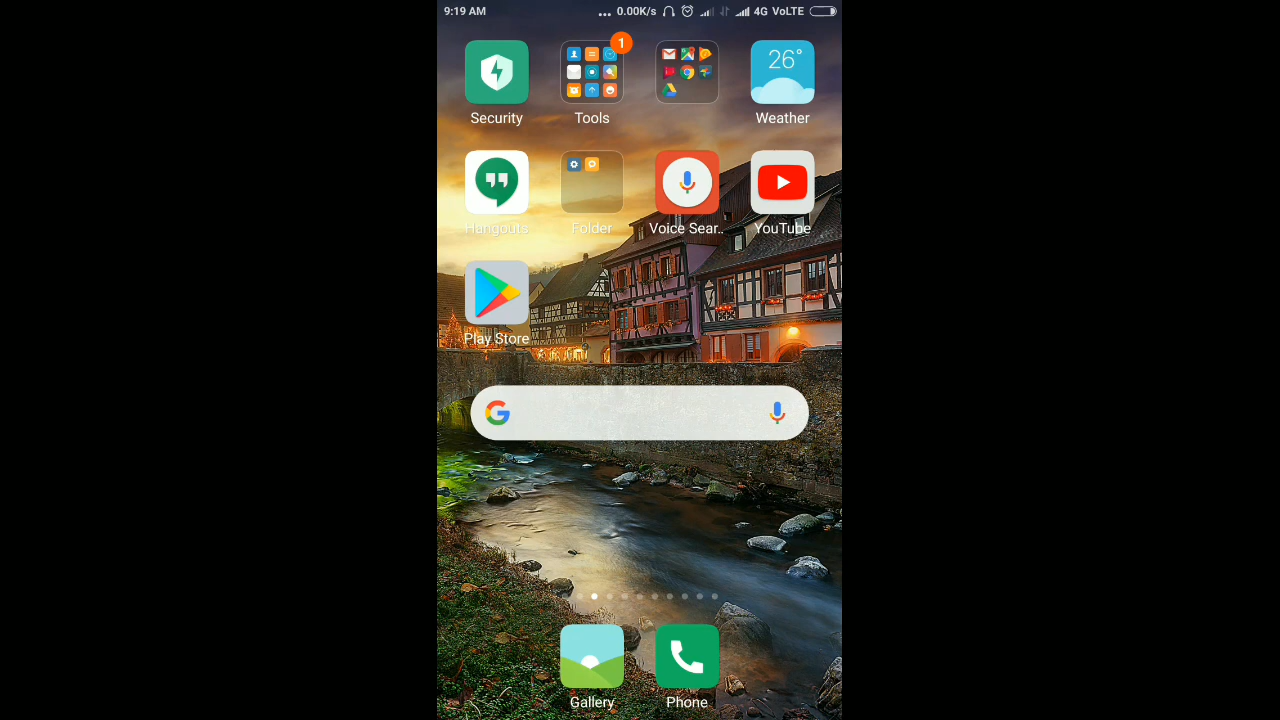 9:19 AM ... 0.00K/s 4G VoLTE
1
26°
Security Tools Weather
Hangouts Folder Voice Sear.. YouTube
Play Store
Gallery Phone